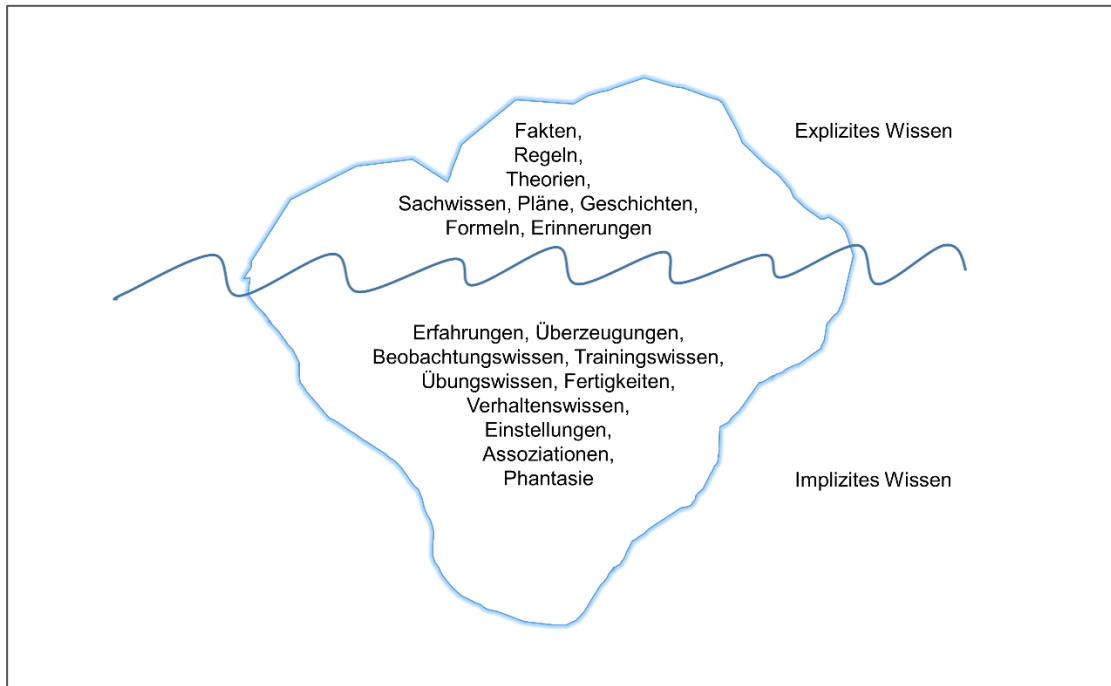 Fakten,
Explizites Wissen
Regeln,
Theorien,
Sachwissen, Pläne, Geschichten,
Formeln, Erinnerungen
Erfahrungen, Überzeugungen,
Beobachtungswissen, Trainingswissen,
Übungswissen, Fertigkeiten,
Verhaltenswissen,
Einstellungen,
Assoziationen,
Phantasie
Implizites Wissen